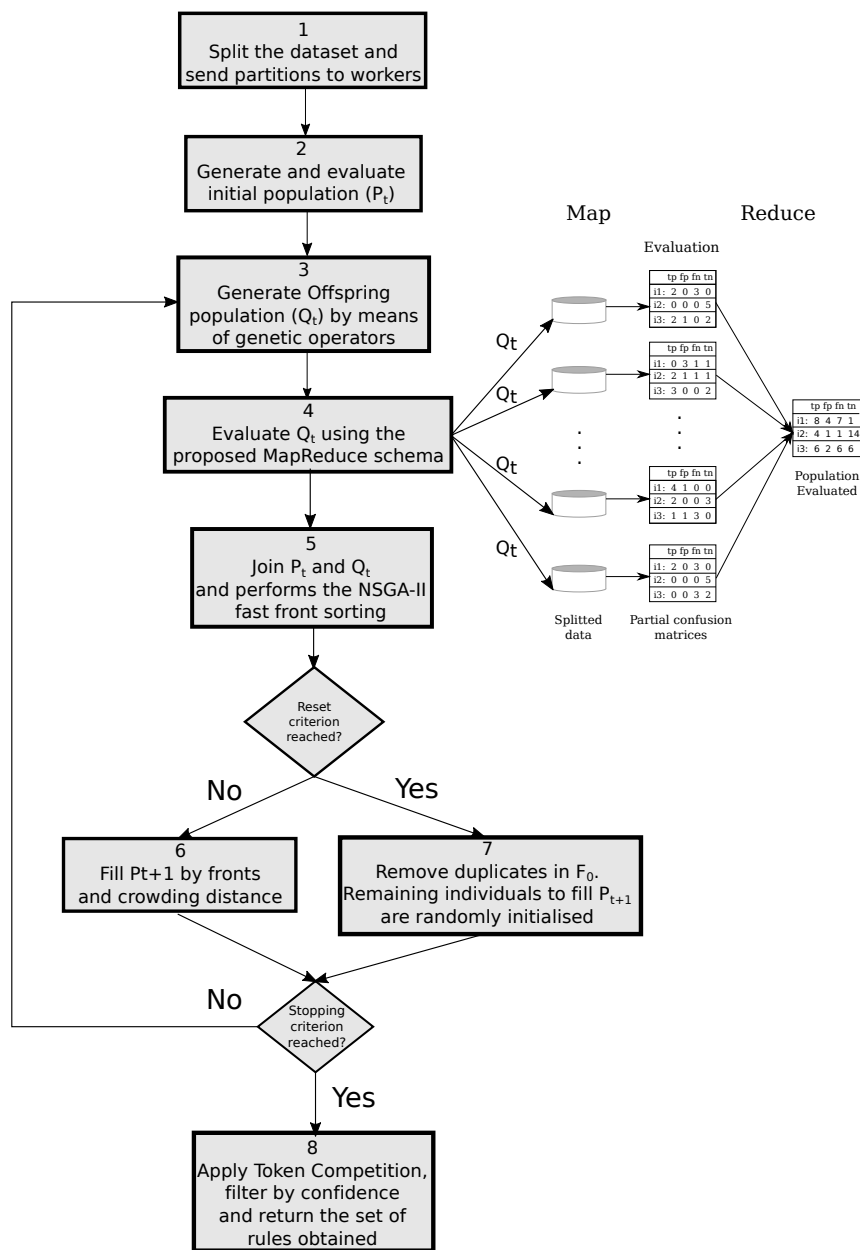 1
Split the dataset and
send partitions to workers
2
Generate and evaluate
initial population (Pt)
3
Generate Offspring
population (Qt) by means
of genetic operators
4
Evaluate Qt using the
proposed MapReduce schema
5
Join Pt and Qt
and performs the NSGA-II
fast front sorting
Reset
criterion
reached?
No
Yes
6
Fill Pt+1 by fronts
and crowding distance
7
Remove duplicates in F0.
Remaining individuals to fill Pt+1
are randomly initialised
No
Stopping
criterion
reached?
Yes
8
Apply Token Competition,
filter by confidence
and return the set of
rules obtained
Map
Reduce
Evaluation
Qt
Qt
Qt
Qt
tp fp fn tn
i1: 2 0 3 0
i2: 0 0 0 5
i3: 2 1 0 2
tp fp fn tn
i1: 0 3 1 1
i2: 2 1 1 1
i3: 3 0 0 2
. . .
. . .
tp fp fn tn
i1: 4 1 0 0
i2: 2 0 0 3
i3: 1 1 3 0
tp fp fn tn
i1: 2 0 3 0
i2: 0 0 0 5
i3: 0 0 3 2
Splitted
data
Partial confusion
matrices
tp fp fn tn
i1: 8 4 7 1
i2: 4 1 1 14
i3: 6 2 6 6
Population
Evaluated